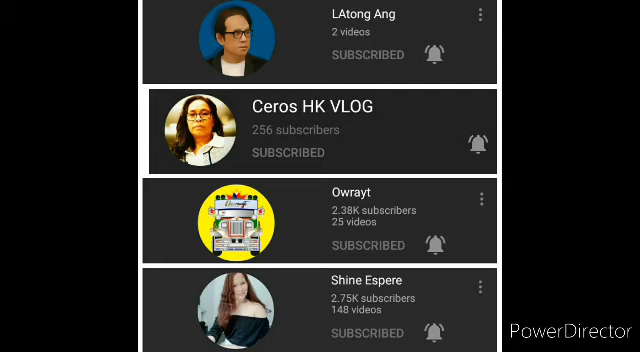 LAtong Ang
2 videos
SUBSCRIBED
Ceros HK VLOG
256 subscribers
SUBSCRIBED
Owrayt
2.38K subscribers
25 videos
SUBSCRIBED
Shine Espere
2.75K subscribers
148 videos
SUBSCRIBED
PowerDirector